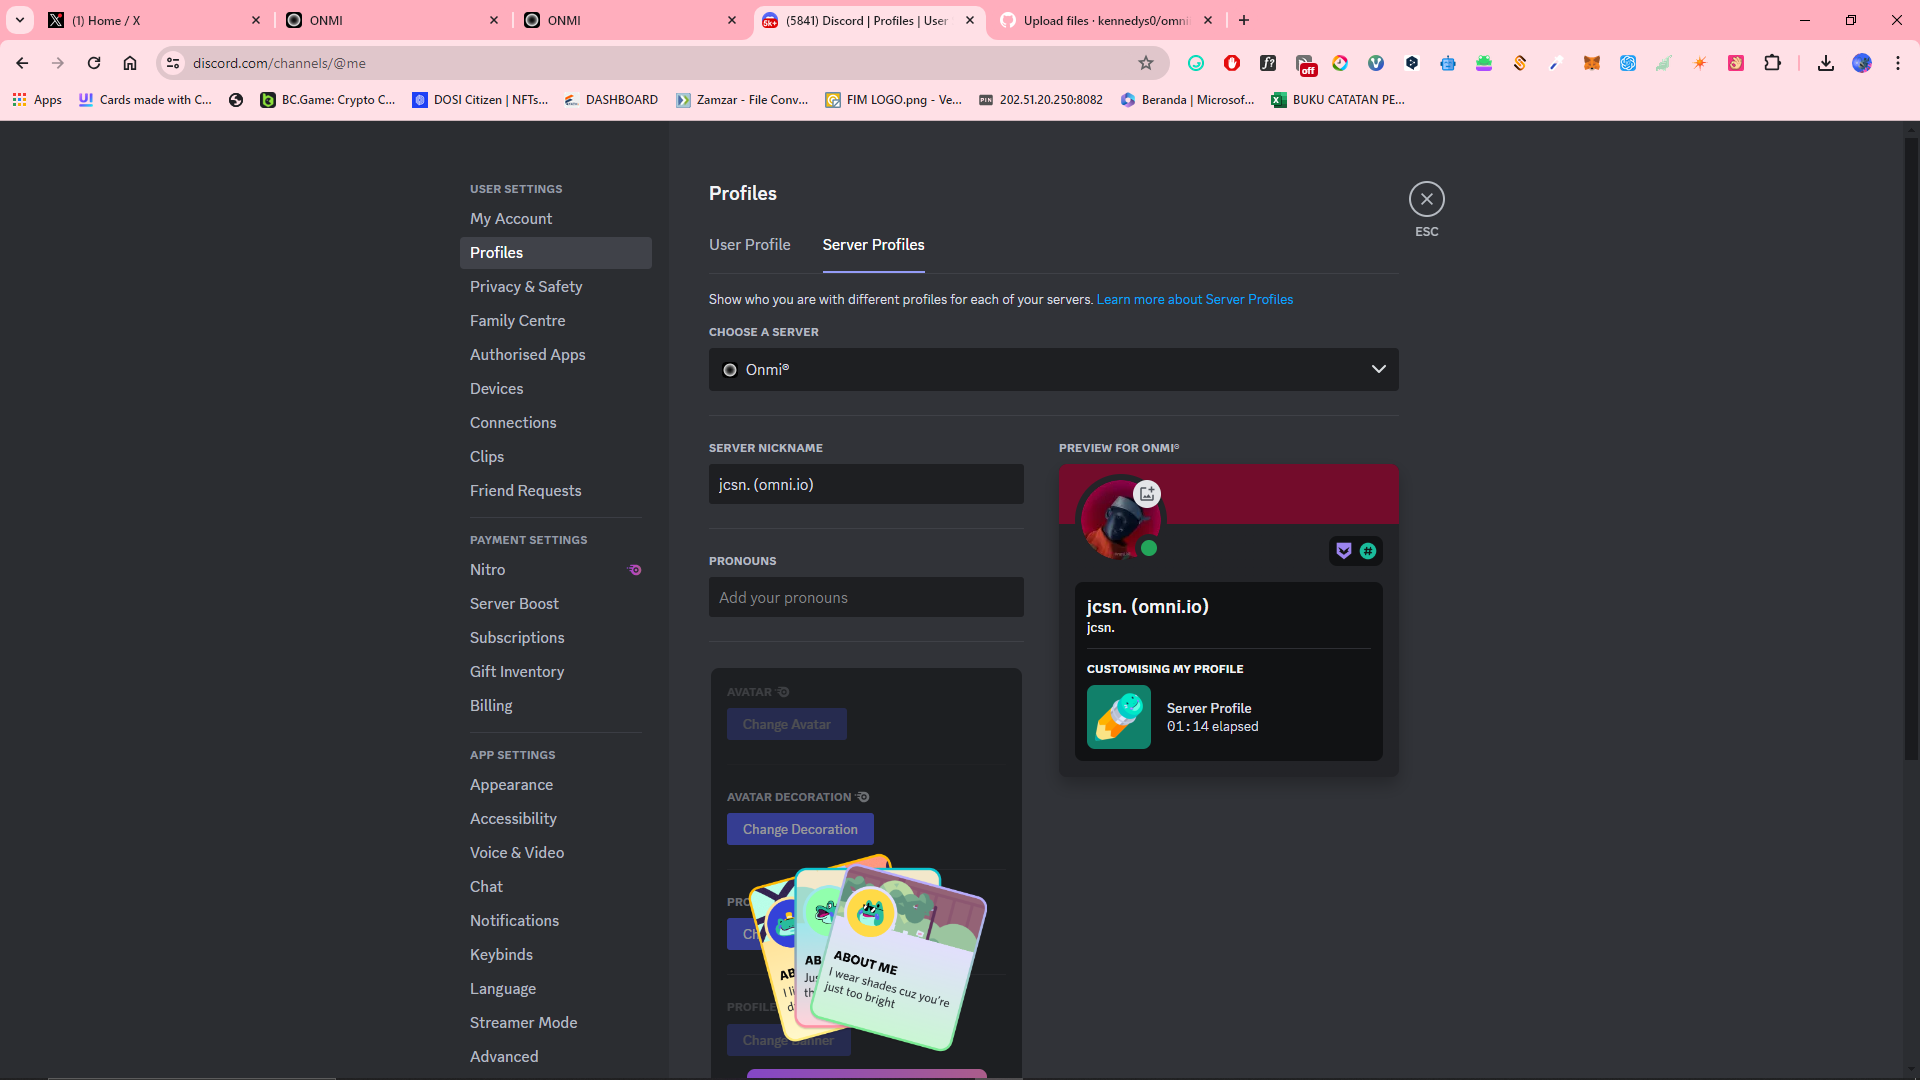 (1) Home / X
ONMI
ONMI
(5841) Discord | Profiles | User
Upload files · kennedys0/omni
discord.com/channels/@me
off
Apps
Cards made with C...
BC.Game: Crypto C...
DOSI Citizen | NFTs...
DASHBOARD
Zamzar - File Conv...
FIM LOGO.png - Ve...
202.51.20.250:8082
Beranda | Microsof...
BUKU CATATAN PE...
USER SETTINGS
My Account
Profiles
Privacy & Safety
Family Centre
Authorised Apps
Devices
Connections
Clips
Friend Requests
PAYMENT SETTINGS
Nitro
Server Boost
Subscriptions
Gift Inventory
Billing
APP SETTINGS
Appearance
Accessibility
Voice & Video
Chat
Notifications
Keybinds
Language
Streamer Mode
Advanced
Profiles
ESC
User Profile
Server Profiles
Show who you are with different profiles for each of your servers. Learn more about Server Profiles
CHOOSE A SERVER
Onmi®
SERVER NICKNAME
jcsn. (omni.io)
PRONOUNS
Add your pronouns
AVATAR
Change Avatar
AVATAR DECORATION
Change Decoration
PRO
Ch
PROFILE
Change Banner
ABOUT ME
I wear shades cuz you're
just too bright
PREVIEW FOR ONMI®
jcsn. (omni.io)
jcsn.
CUSTOMISING MY PROFILE
Server Profile
01:14 elapsed